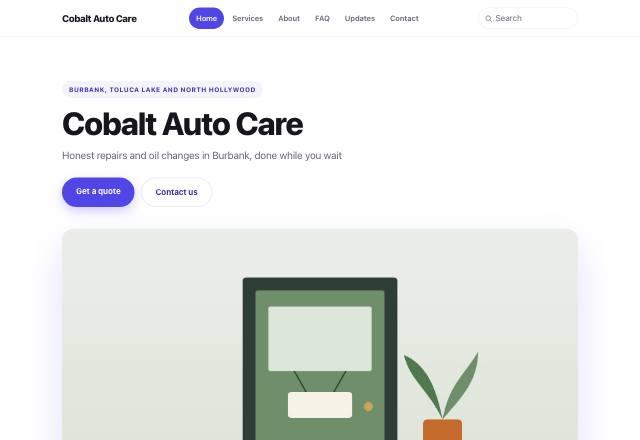 Cobalt Auto Care
Home
Services
About
FAQ
Updates
Contact
Search
BURBANK, TOLUCA LAKE AND NORTH HOLLYWOOD
Cobalt Auto Care
Honest repairs and oil changes in Burbank, done while you wait
Get a quote
Contact us